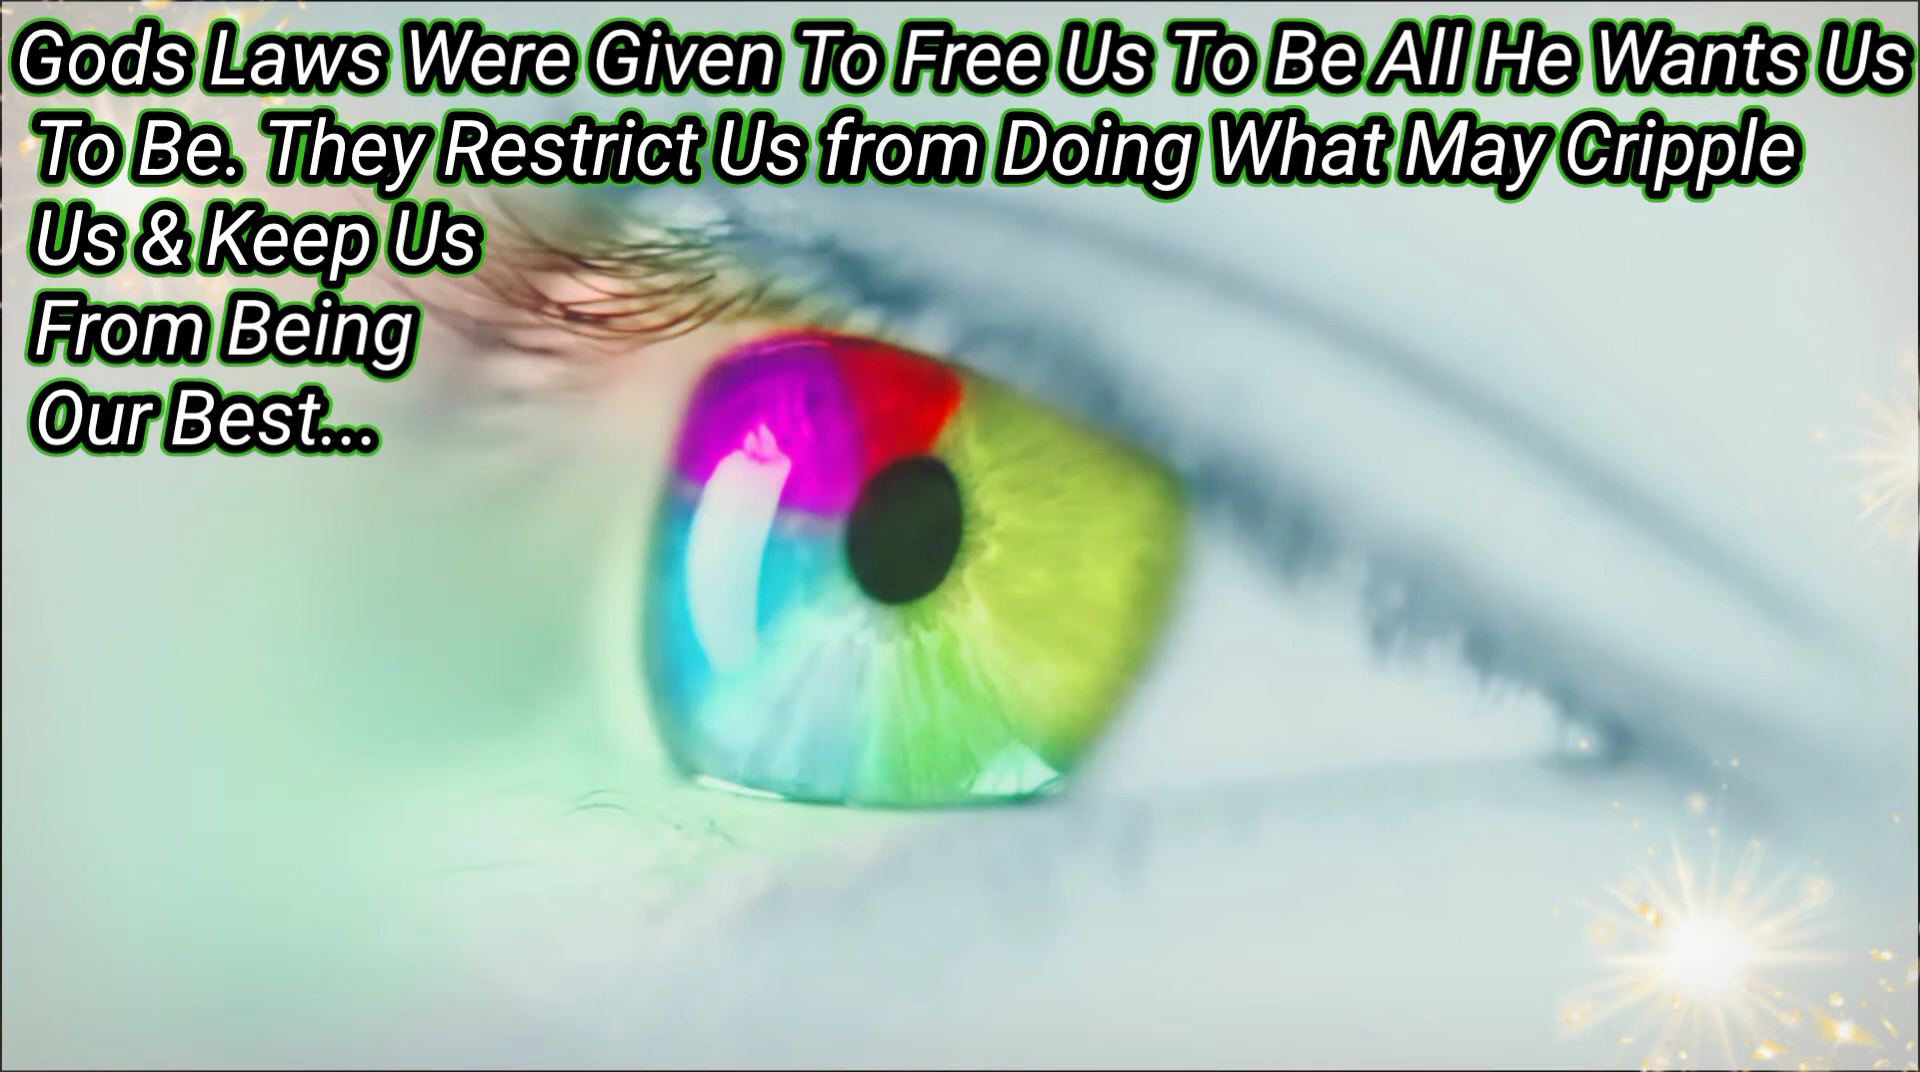 Gods Laws Were Given To Free Us To Be All He Wants Us
To Be. They Restrict Us from Doing What May Cripple
Us & Keep Us
From Being
Our Best...